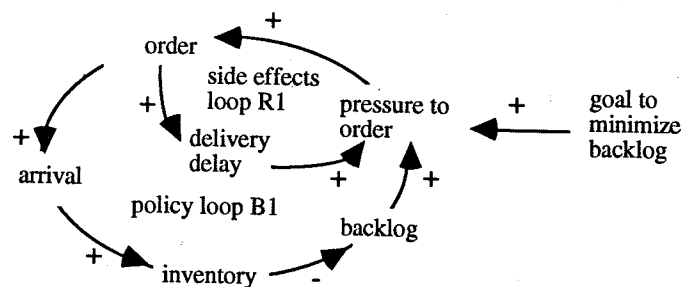 +
order
side effects
loop R1
pressure to
order
+
goal to
minimize
backlog
+
+
delivery
delay
arrival
+
+
policy loop B1
backlog
+
inventory
-